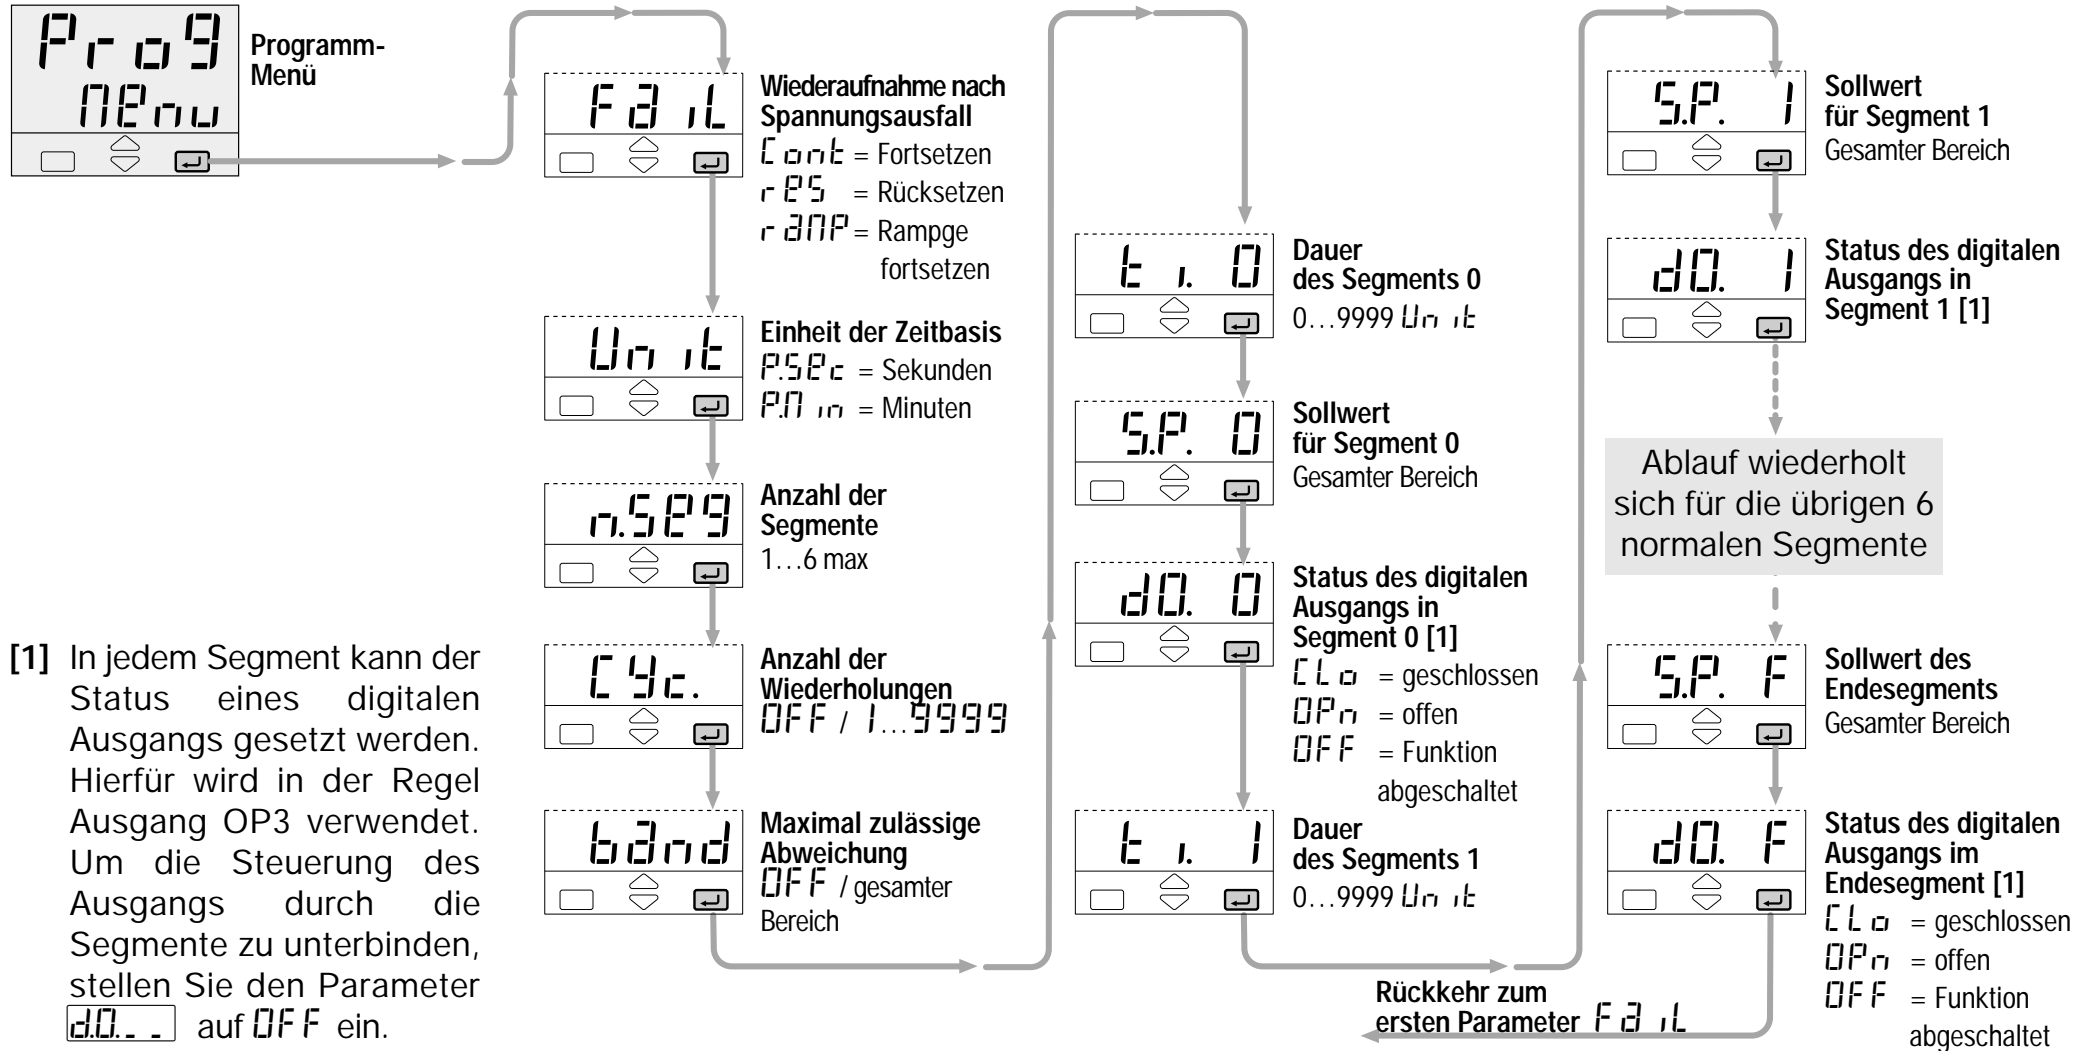 Prog
MEnu
Programm-
Menü
FaiL
Wiederaufnahme nach
Spannungsausfall
Cont = Fortsetzen
rES = Rücksetzen
raMP = Rampge
fortsetzen
Unit
Einheit der Zeitbasis
P.SEc = Sekunden
P.Min = Minuten
n.SEg
Anzahl der
Segmente
1...6 max
CYc.
Anzahl der
Wiederholungen
OFF / 1...9999
band
Maximal zulässige
Abweichung
OFF / gesamter
Bereich
ti. 0
Dauer
des Segments 0
0...9999 Unit
S.P. 0
Sollwert
für Segment 0
Gesamter Bereich
dO. 0
Status des digitalen
Ausgangs in
Segment 0 [1]
CLo = geschlossen
OPn = offen
OFF = Funktion
abgeschaltet
ti. 1
Dauer
des Segments 1
0...9999 Unit
S.P. 1
Sollwert
für Segment 1
Gesamter Bereich
dO. 1
Status des digitalen
Ausgangs in
Segment 1 [1]
Ablauf wiederholt
sich für die übrigen 6
normalen Segmente
S.P. F
Sollwert des
Endesegments
Gesamter Bereich
dO. F
Status des digitalen
Ausgangs im
Endesegment [1]
CLo = geschlossen
OPn = offen
OFF = Funktion
abgeschaltet
Rückkehr zum
ersten Parameter FaiL
[1] In jedem Segment kann der
Status eines digitalen
Ausgangs gesetzt werden.
Hierfür wird in der Regel
Ausgang OP3 verwendet.
Um die Steuerung des
Ausgangs durch die
Segmente zu unterbinden,
stellen Sie den Parameter
d.O._ _ auf OFF ein.